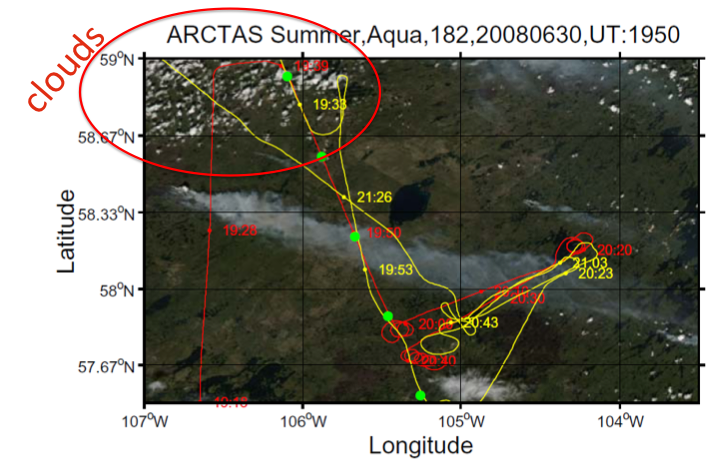 ARCTAS Summer,Aqua,182,20080630,UT:1950
clouds
59°N
58.67°N
58.33°N
58°N
57.67°N
107°W
106°W
105°W
104°W
Latitude
Longitude
19:33
21:26
19:28
19:50
19:53
20:20
21:03
20:23
20:43